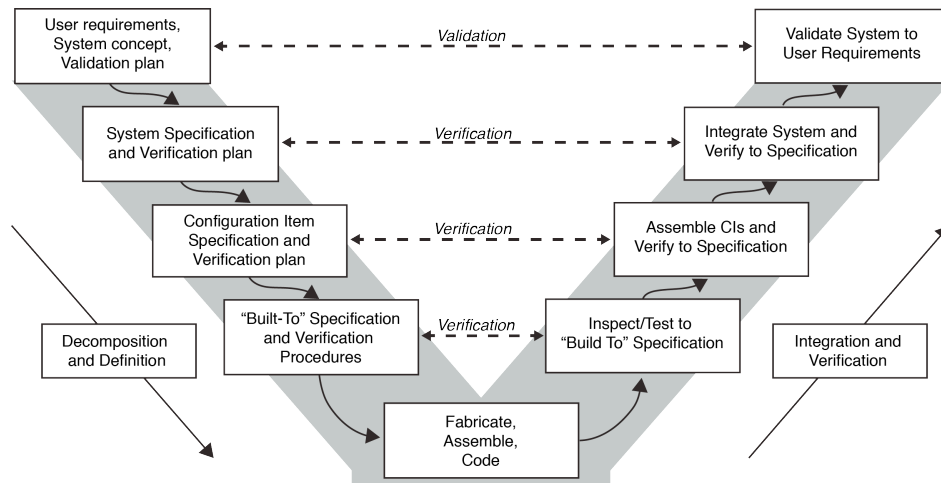 User requirements,
System concept,
Validation plan
Validation
Validate System to
User Requirements
System Specification
and Verification plan
Verification
Integrate System and
Verify to Specification
Configuration Item
Specification and
Verification plan
Verification
Assemble CIs and
Verify to Specification
“Built-To” Specification
and Verification
Procedures
Verification
Inspect/Test to
“Build To” Specification
Decomposition
and Definition
Integration and
Verification
Fabricate,
Assemble,
Code